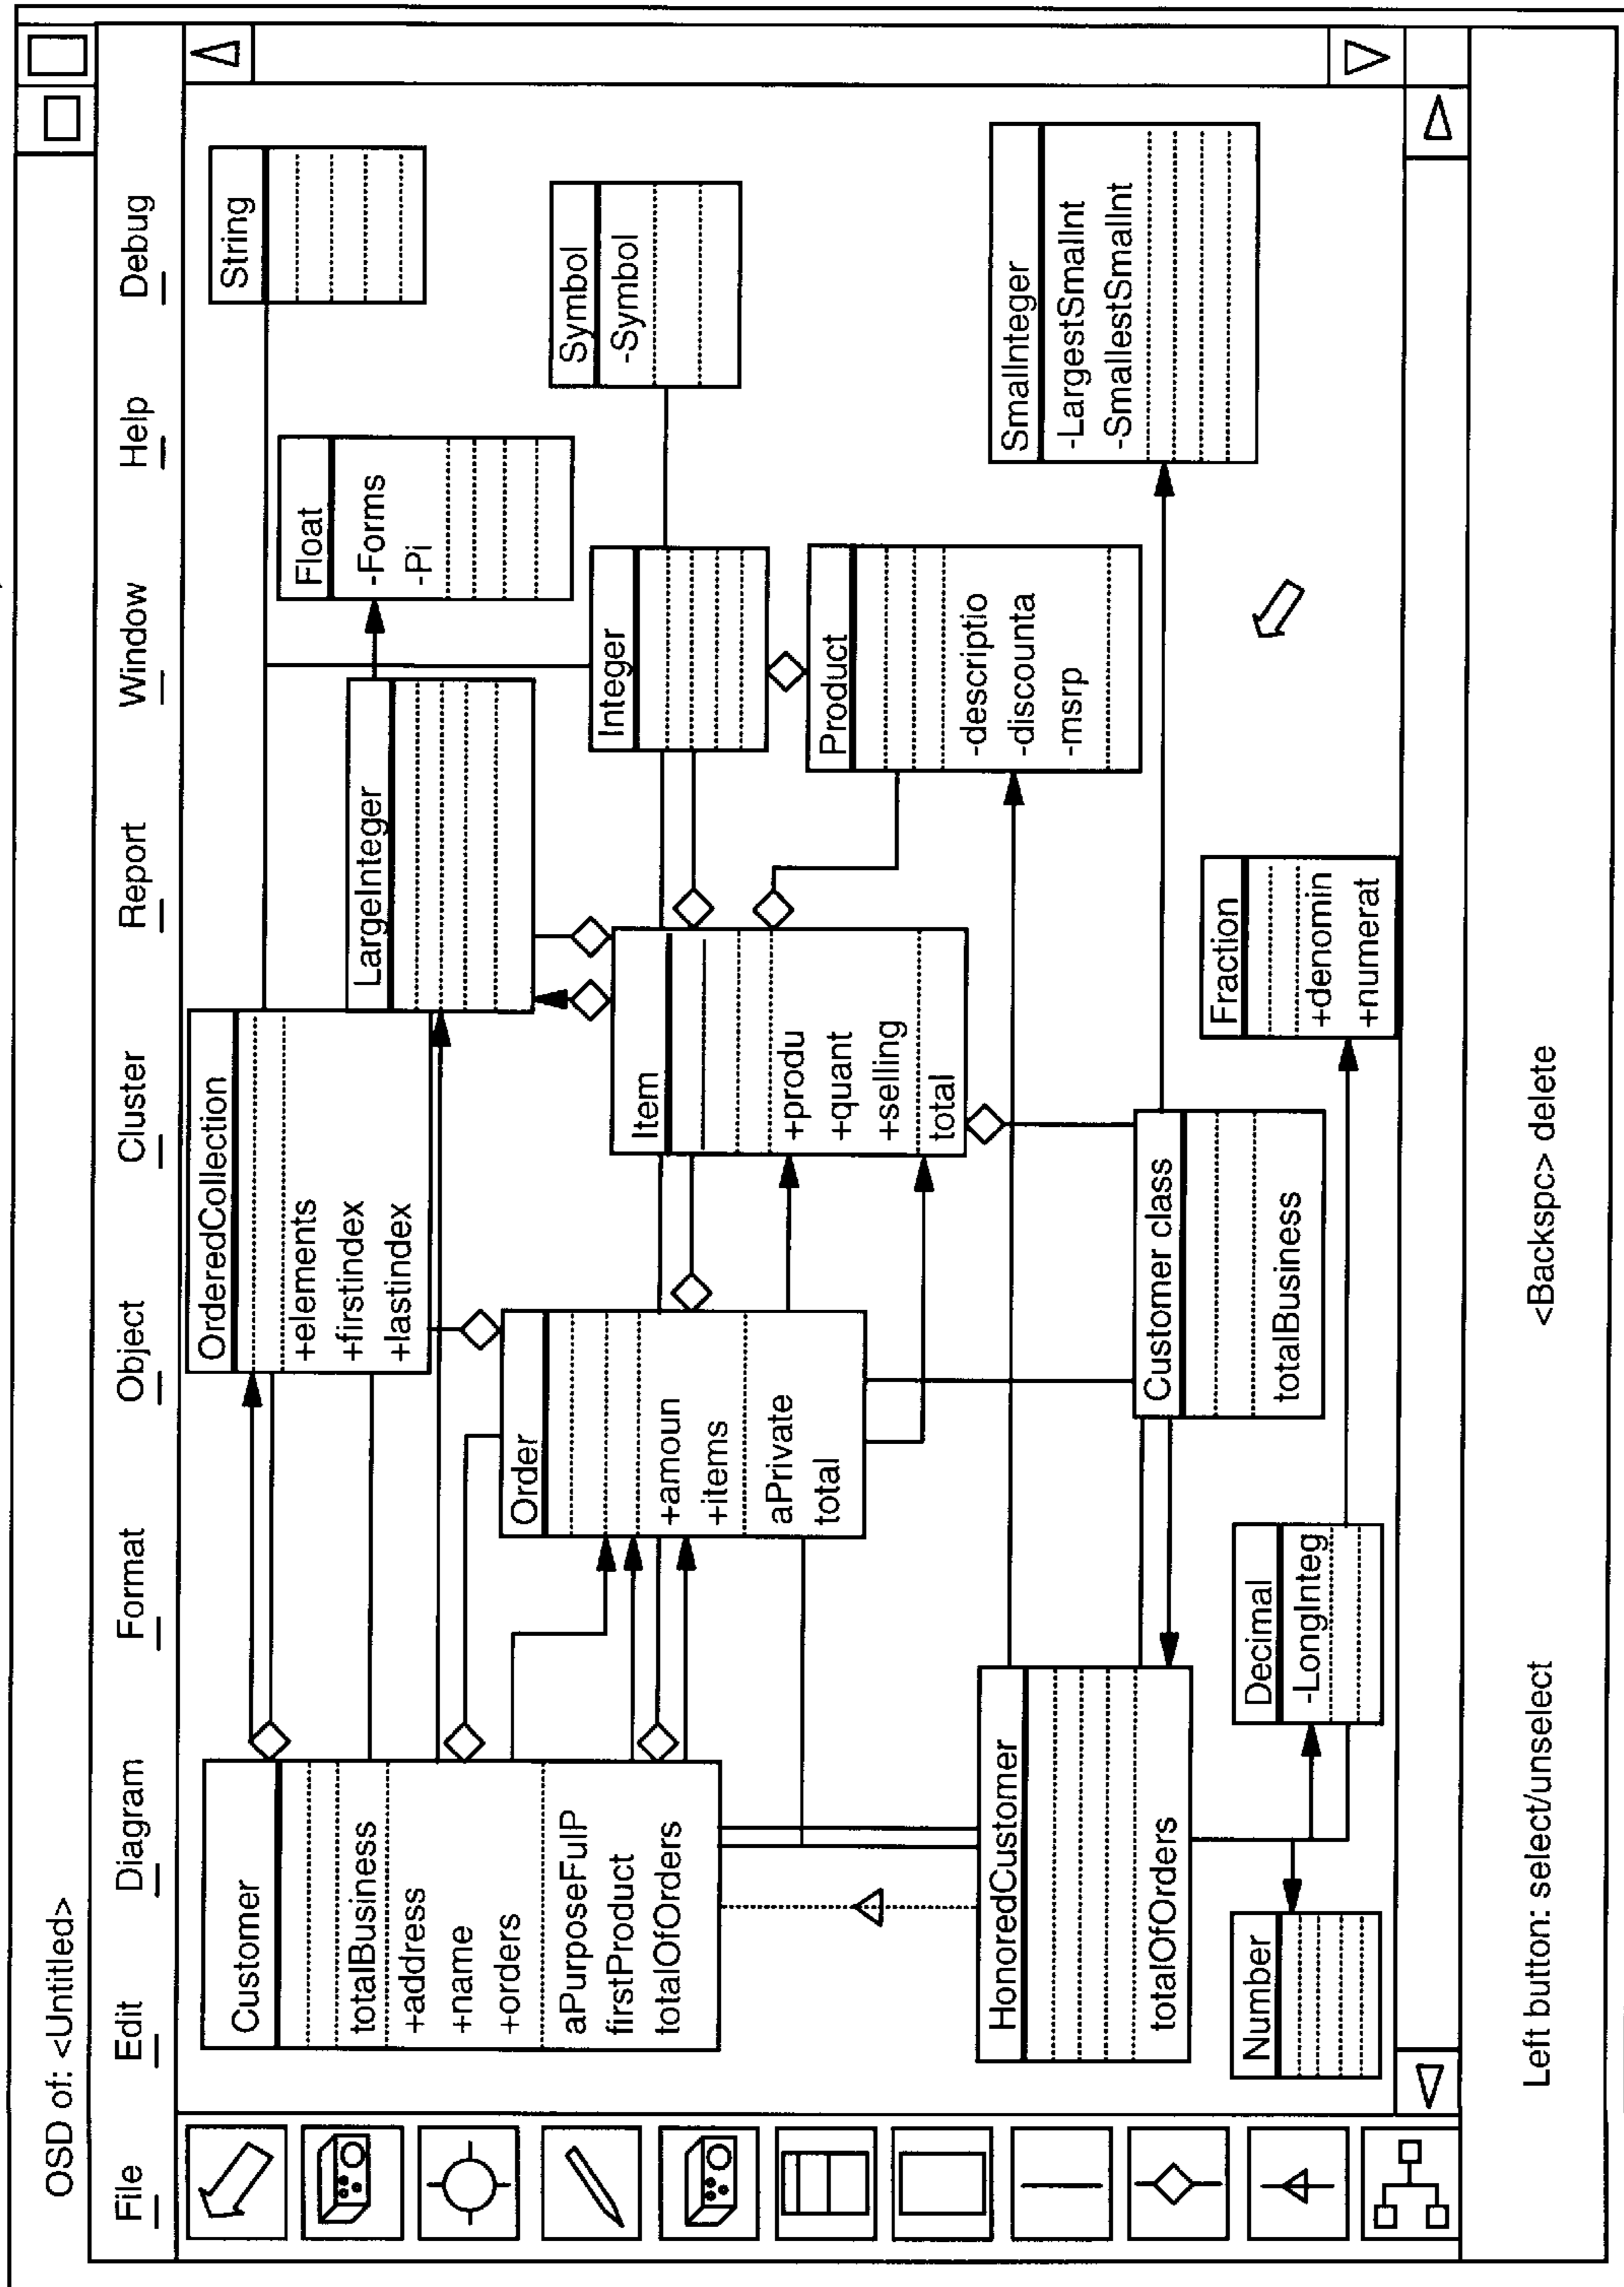 OSD of: <Untitled>
File Edit Diagram Format Object Cluster Report Window Help Debug
Customer
totalBusiness
+address
+name
+orders
aPurposeFulP
firstProduct
totalOfOrders
OrderedCollection
+elements
+firstindex
+lastindex
LargeInteger
Float
-Forms
-Pi
String
Order
+amoun
+items
aPrivate
total
Item
+produ
+quant
+selling
total
Integer
Symbol
-Symbol
Product
-descriptio
-discounta
-msrp
HonoredCustomer
totalOfOrders
Customer class
totalBusiness
SmallInteger
-LargestSmallInt
-SmallestSmallInt
Number
Decimal
-LongInteg
Fraction
+denomin
+numerat
Left button: select/unselect <Backspc> delete